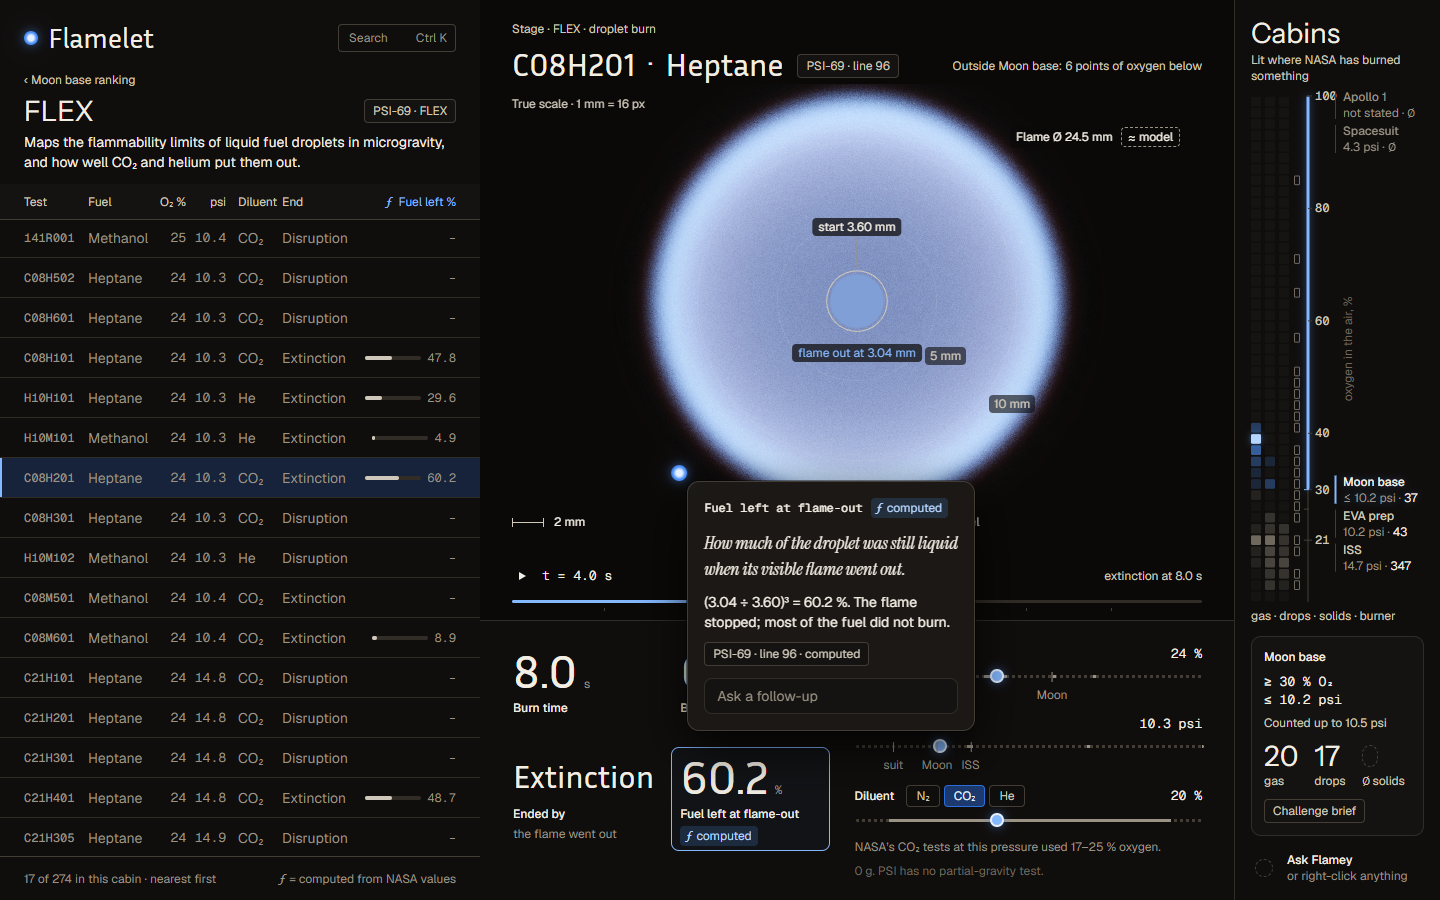 Flamelet
Search Ctrl K
‹ Moon base ranking
FLEX
PSI-69 · FLEX
Maps the flammability limits of liquid fuel droplets in microgravity,
and how well CO₂ and helium put them out.
Test Fuel O₂ % psi Diluent End ƒ Fuel left %
141R001 Methanol 25 10.4 CO₂ Disruption –
C08H502 Heptane 24 10.3 CO₂ Disruption –
C08H601 Heptane 24 10.3 CO₂ Disruption –
C08H101 Heptane 24 10.3 CO₂ Extinction 47.8
H10H101 Heptane 24 10.3 He Extinction 29.6
H10M101 Methanol 24 10.3 He Extinction 4.9
C08H201 Heptane 24 10.3 CO₂ Extinction 60.2
C08H301 Heptane 24 10.3 CO₂ Disruption –
H10M102 Heptane 24 10.3 He Disruption –
C08M501 Methanol 24 10.4 CO₂ Extinction –
C08M601 Methanol 24 10.4 CO₂ Extinction 8.9
C21H101 Heptane 24 14.8 CO₂ Disruption –
C21H201 Heptane 24 14.8 CO₂ Disruption –
C21H301 Heptane 24 14.8 CO₂ Disruption –
C21H401 Heptane 24 14.8 CO₂ Extinction 48.7
C21H305 Heptane 24 14.9 CO₂ Disruption –
17 of 274 in this cabin · nearest first
ƒ = computed from NASA values
Stage · FLEX · droplet burn
C08H201 · Heptane
PSI-69 · line 96
Outside Moon base: 6 points of oxygen below
True scale · 1 mm = 16 px
Flame Ø 24.5 mm
≈ model
start 3.60 mm
flame out at 3.04 mm
5 mm
10 mm
2 mm
t = 4.0 s
extinction at 8.0 s
Fuel left at flame-out ƒ computed
How much of the droplet was still liquid
when its visible flame went out.
(3.04 ÷ 3.60)³ = 60.2 %. The flame
stopped; most of the fuel did not burn.
PSI-69 · line 96 · computed
Ask a follow-up
8.0 s
Burn time
Extinction
Ended by
the flame went out
60.2 %
Fuel left at flame-out
ƒ computed
24 %
Moon
10.3 psi
suit Moon ISS
Diluent N₂ CO₂ He 20 %
NASA's CO₂ tests at this pressure used 17–25 % oxygen.
0 g. PSI has no partial-gravity test.
Cabins
Lit where NASA has burned
something
100
80
60
40
30
21
oxygen in the air, %
Apollo 1
not stated · Ø
Spacesuit
4.3 psi · Ø
Moon base
≤ 10.2 psi · 37
EVA prep
10.2 psi · 43
ISS
14.7 psi · 347
gas · drops · solids · burner
Moon base
≥ 30 % O₂
≤ 10.2 psi
Counted up to 10.5 psi
20 17
gas drops Ø solids
Challenge brief
Ask Flamey
or right-click anything